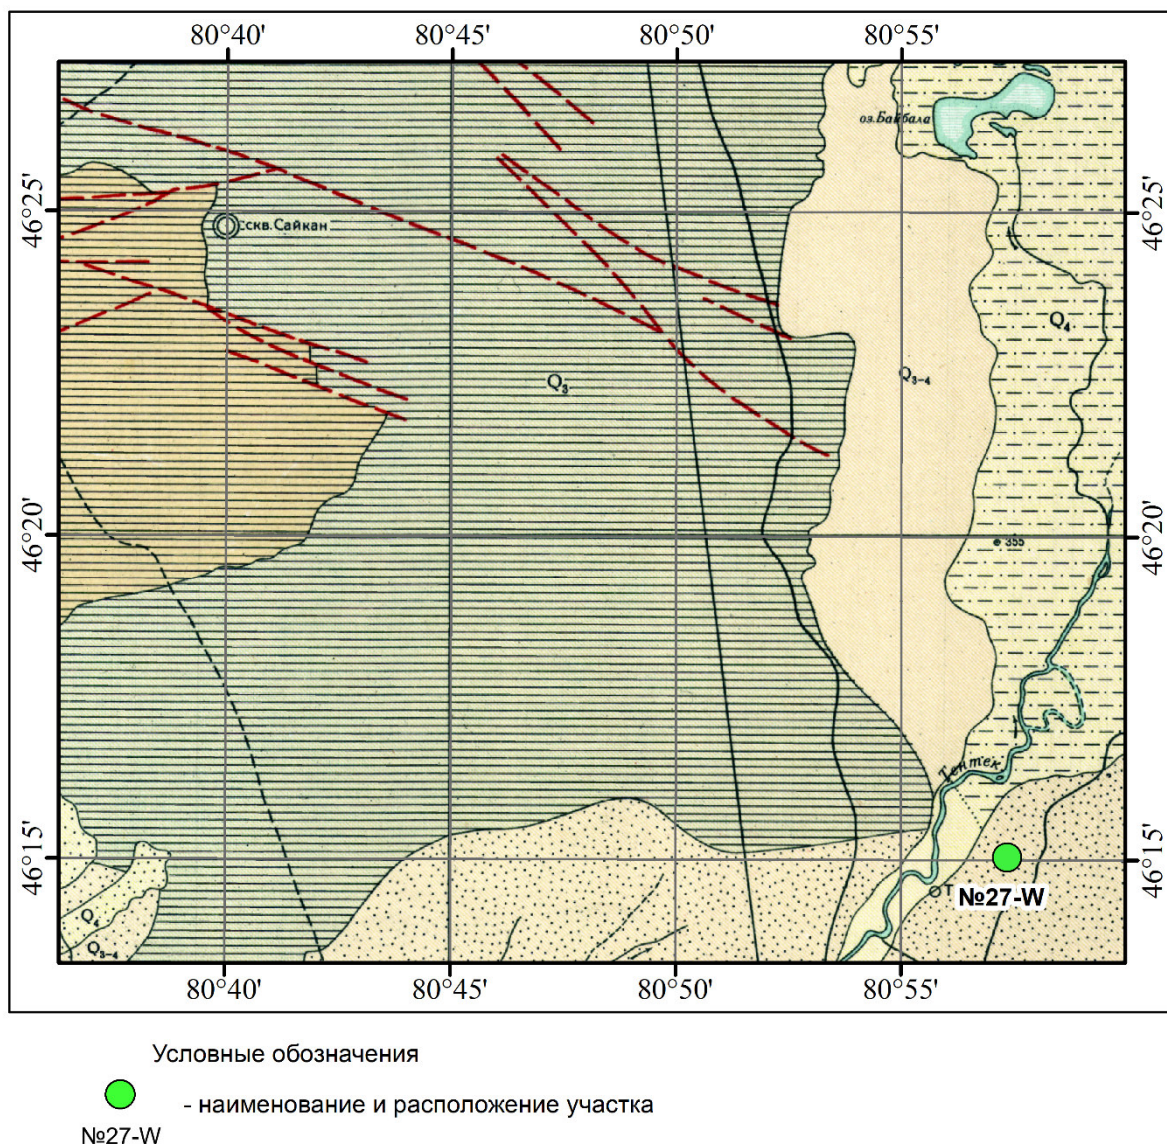 80°40' 80°45' 80°50' 80°55'
оз.Байбала
46°25' 46°25'
скв.Сайкан
Q₄
Q₃
Q₃₋₄
46°20' 46°20'
355
Тентек
46°15' 46°15'
Т
№27-W
Q₄
Q₃₋₄
80°40' 80°45' 80°50' 80°55'
Условные обозначения
- наименование и расположение участка
№27-W